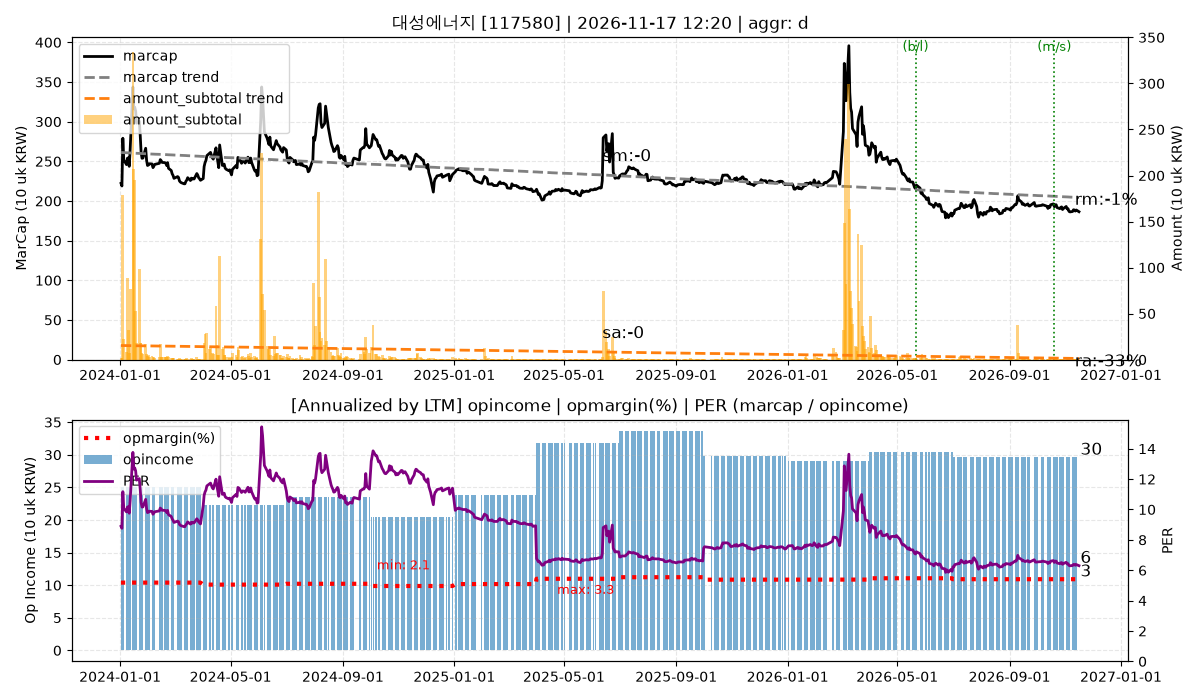 대성에너지 [117580] | 2026-11-17 12:20 | aggr: d
400
350
300
250
200
150
100
50
0
MarCap (10 uk KRW)
marcap
marcap trend
amount_subtotal trend
amount_subtotal
(b/l)
(m/s)
sm:-0
sa:-0
rm:-1%
ra:-33%
350
300
250
200
150
100
50
0
Amount (10 uk KRW)
2024-01-01 2024-05-01 2024-09-01 2025-01-01 2025-05-01 2025-09-01 2026-01-01 2026-05-01 2026-09-01 2027-01-01
[Annualized by LTM] opincome | opmargin(%) | PER (marcap / opincome)
35
30
25
20
15
10
5
0
Op Income (10 uk KRW)
opmargin(%)
opincome
PER
min: 2.1
max: 3.3
30
6
3
14
12
10
8
6
4
2
0
PER
2024-01-01 2024-05-01 2024-09-01 2025-01-01 2025-05-01 2025-09-01 2026-01-01 2026-05-01 2026-09-01 2027-01-01